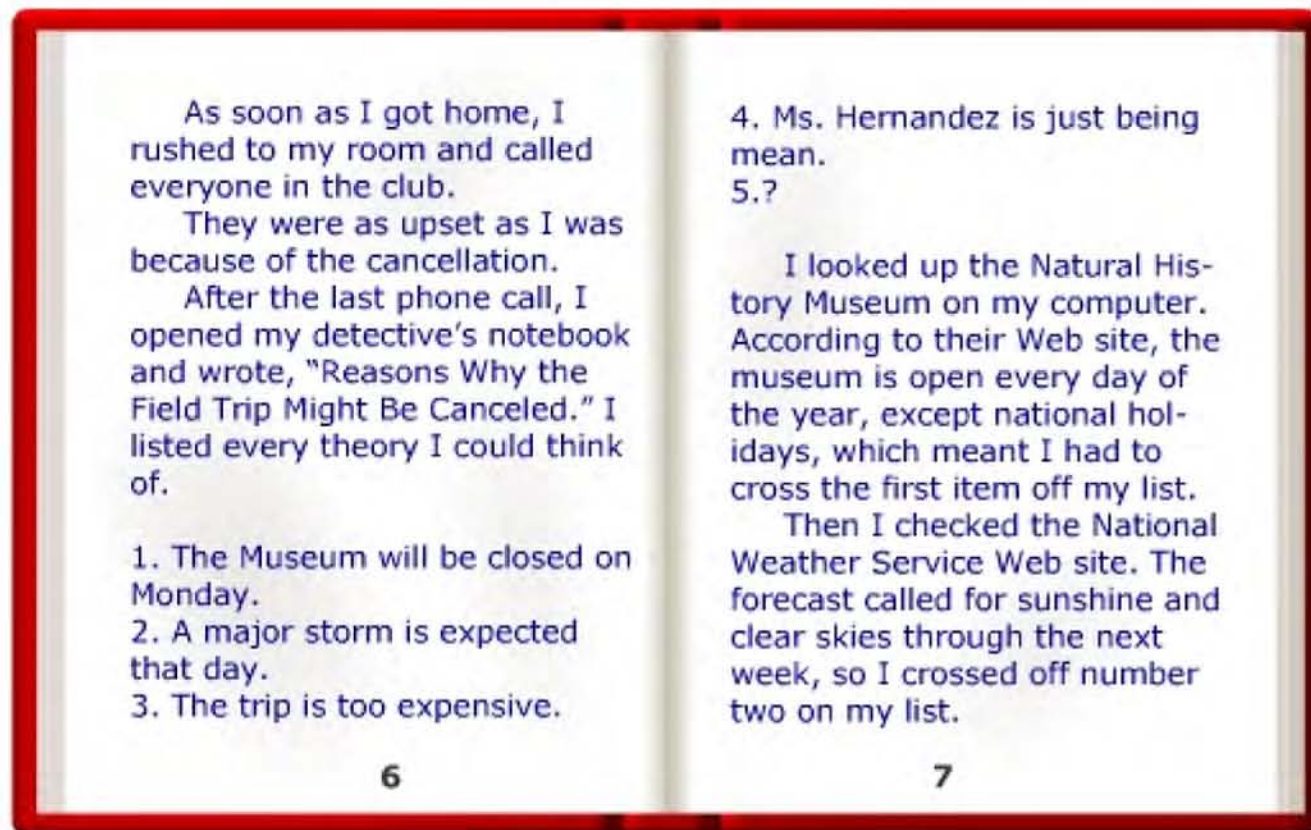 As soon as I got home, I
rushed to my room and called
everyone in the club.
They were as upset as I was
because of the cancellation.
After the last phone call, I
opened my detective's notebook
and wrote, "Reasons Why the
Field Trip Might Be Canceled." I
listed every theory I could think
of.
1. The Museum will be closed on
Monday.
2. A major storm is expected
that day.
3. The trip is too expensive.
6
4. Ms. Hernandez is just being
mean.
5.?
I looked up the Natural His-
tory Museum on my computer.
According to their Web site, the
museum is open every day of
the year, except national hol-
idays, which meant I had to
cross the first item off my list.
Then I checked the National
Weather Service Web site. The
forecast called for sunshine and
clear skies through the next
week, so I crossed off number
two on my list.
7